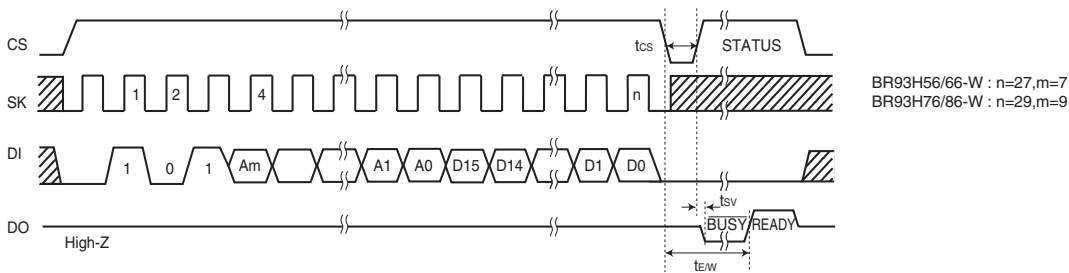 CS
tcs
STATUS
SK
1 2 4 n
BR93H56/66-W : n=27,m=7
BR93H76/86-W : n=29,m=9
DI
1 0 1 Am A1 A0 D15 D14 D1 D0
tSV
DO
High-Z
BUSY READY
tE/W